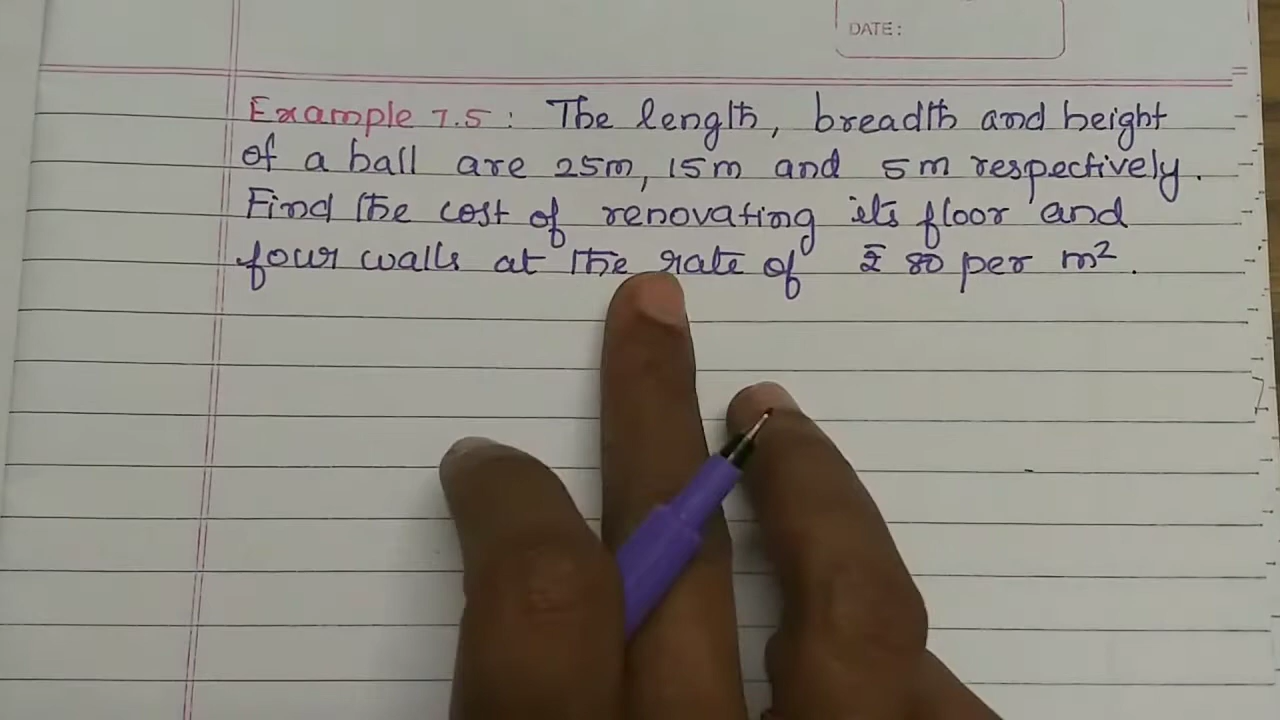 DATE :
Example 7.5 : The length, breadth and height
of a hall are 25m, 15m and 5m respectively.
Find the cost of renovating its floor and
four walls at the rate of ₹ 80 per m².